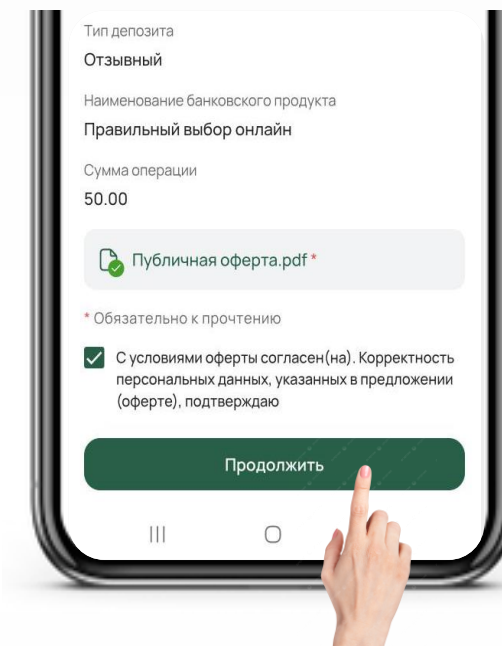 Тип депозита
Отзывный
Наименование банковского продукта
Правильный выбор онлайн
Сумма операции
50.00
Публичная оферта.pdf *
* Обязательно к прочтению
С условиями оферты согласен(на). Корректность
персональных данных, указанных в предложении
(оферте), подтверждаю
Продолжить